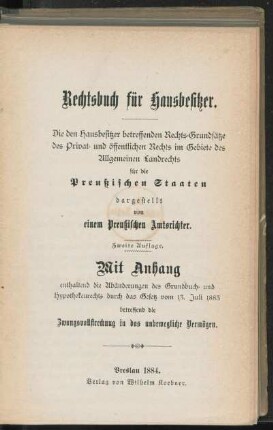 Rechtsbuch für Hausbesitzer.
Die den Hausbesitzer betreffenden Rechts-Grundsätze
des Privat- und öffentlichen Rechts im Gebiete des
Allgemeinen Landrechts
für die
Preußischen Staaten
dargestellt
von
einem Preußischen Amtsrichter.
Zweite Auflage.
Mit Anhang
enthaltend die Abänderungen des Grundbuch- und
Hypothekenrechts durch das Gesetz vom 13. Juli 1883
betreffend die
Zwangsvollstreckung in das unbewegliche Vermögen.
Breslau 1884.
Verlag von Wilhelm Koebner.